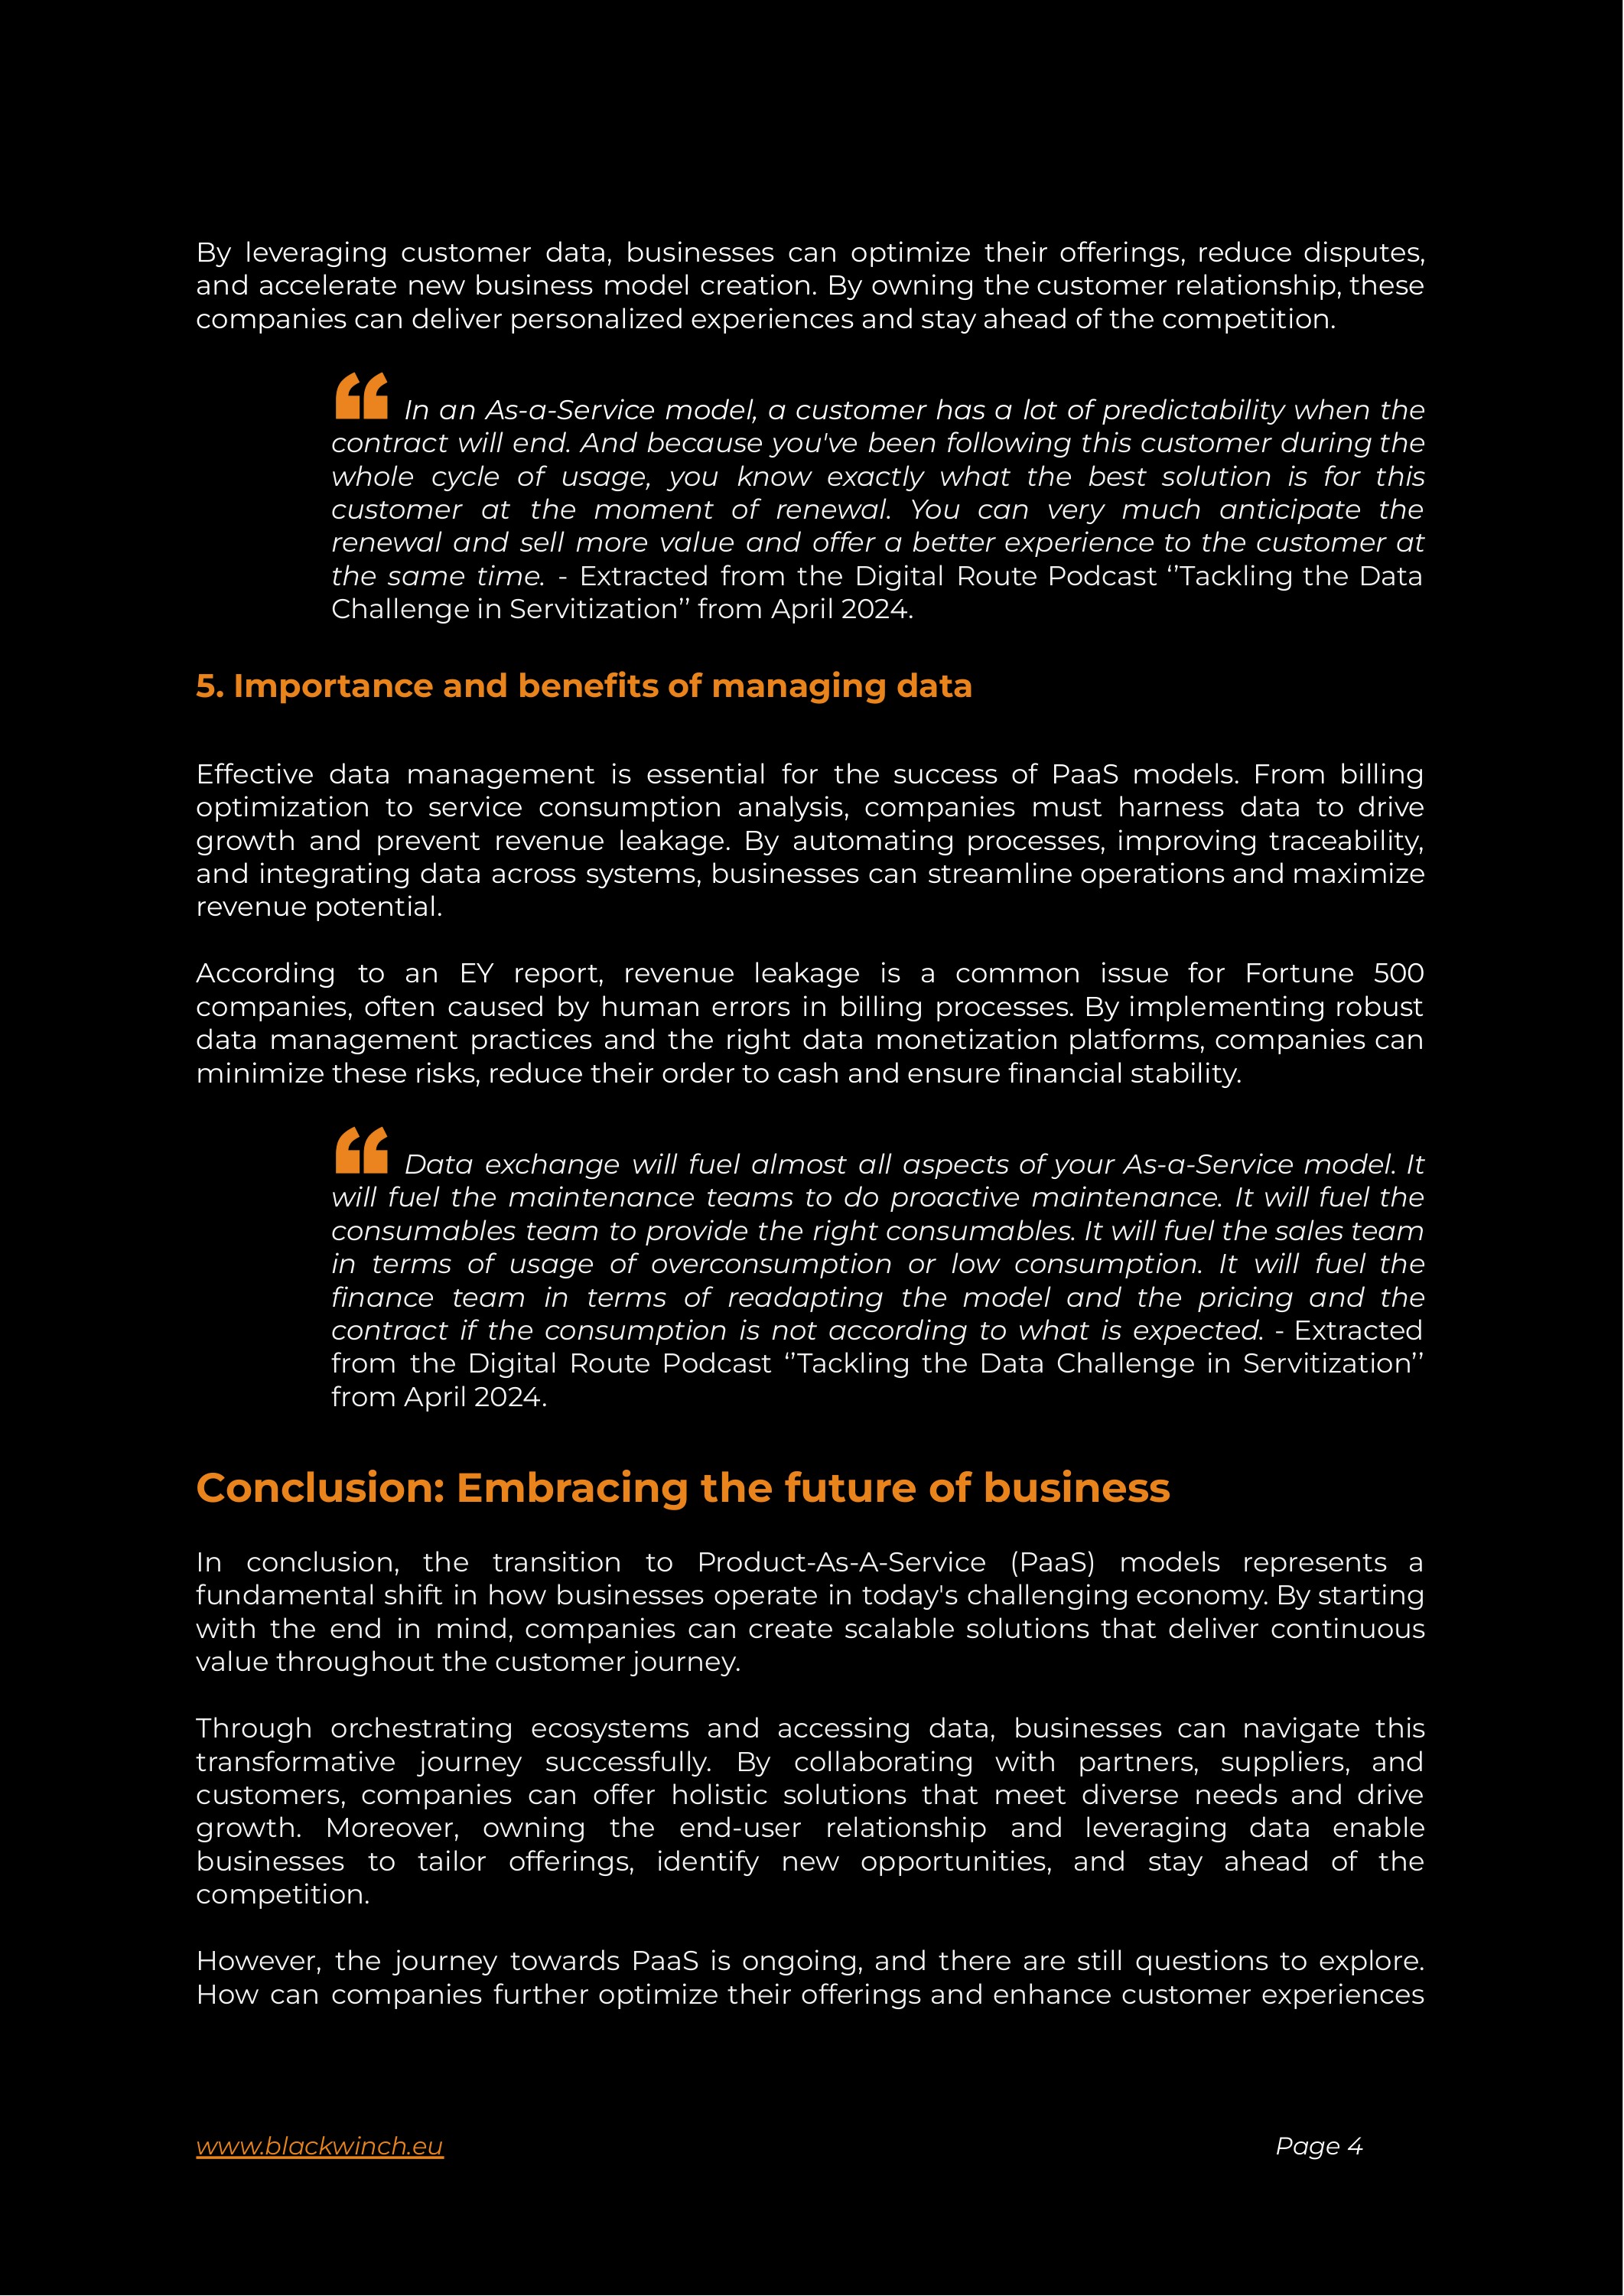 By leveraging customer data, businesses can optimize their offerings, reduce disputes,
and accelerate new business model creation. By owning the customer relationship, these
companies can deliver personalized experiences and stay ahead of the competition.
“ In an As-a-Service model, a customer has a lot of predictability when the
contract will end. And because you've been following this customer during the
whole cycle of usage, you know exactly what the best solution is for this
customer at the moment of renewal. You can very much anticipate the
renewal and sell more value and offer a better experience to the customer at
the same time. - Extracted from the Digital Route Podcast ‘’Tackling the Data
Challenge in Servitization’’ from April 2024.
5. Importance and benefits of managing data
Effective data management is essential for the success of PaaS models. From billing
optimization to service consumption analysis, companies must harness data to drive
growth and prevent revenue leakage. By automating processes, improving traceability,
and integrating data across systems, businesses can streamline operations and maximize
revenue potential.
According to an EY report, revenue leakage is a common issue for Fortune 500
companies, often caused by human errors in billing processes. By implementing robust
data management practices and the right data monetization platforms, companies can
minimize these risks, reduce their order to cash and ensure financial stability.
“ Data exchange will fuel almost all aspects of your As-a-Service model. It
will fuel the maintenance teams to do proactive maintenance. It will fuel the
consumables team to provide the right consumables. It will fuel the sales team
in terms of usage of overconsumption or low consumption. It will fuel the
finance team in terms of readapting the model and the pricing and the
contract if the consumption is not according to what is expected. - Extracted
from the Digital Route Podcast ‘’Tackling the Data Challenge in Servitization’’
from April 2024.
Conclusion: Embracing the future of business
In conclusion, the transition to Product-As-A-Service (PaaS) models represents a
fundamental shift in how businesses operate in today's challenging economy. By starting
with the end in mind, companies can create scalable solutions that deliver continuous
value throughout the customer journey.
Through orchestrating ecosystems and accessing data, businesses can navigate this
transformative journey successfully. By collaborating with partners, suppliers, and
customers, companies can offer holistic solutions that meet diverse needs and drive
growth. Moreover, owning the end-user relationship and leveraging data enable
businesses to tailor offerings, identify new opportunities, and stay ahead of the
competition.
However, the journey towards PaaS is ongoing, and there are still questions to explore.
How can companies further optimize their offerings and enhance customer experiences
www.blackwinch.eu
Page 4